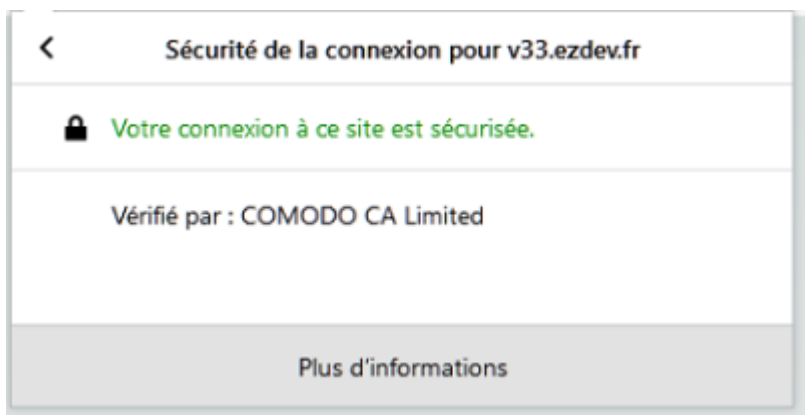 Sécurité de la connexion pour v33.ezdev.fr
Votre connexion à ce site est sécurisée.
Vérifié par : COMODO CA Limited
Plus d'informations